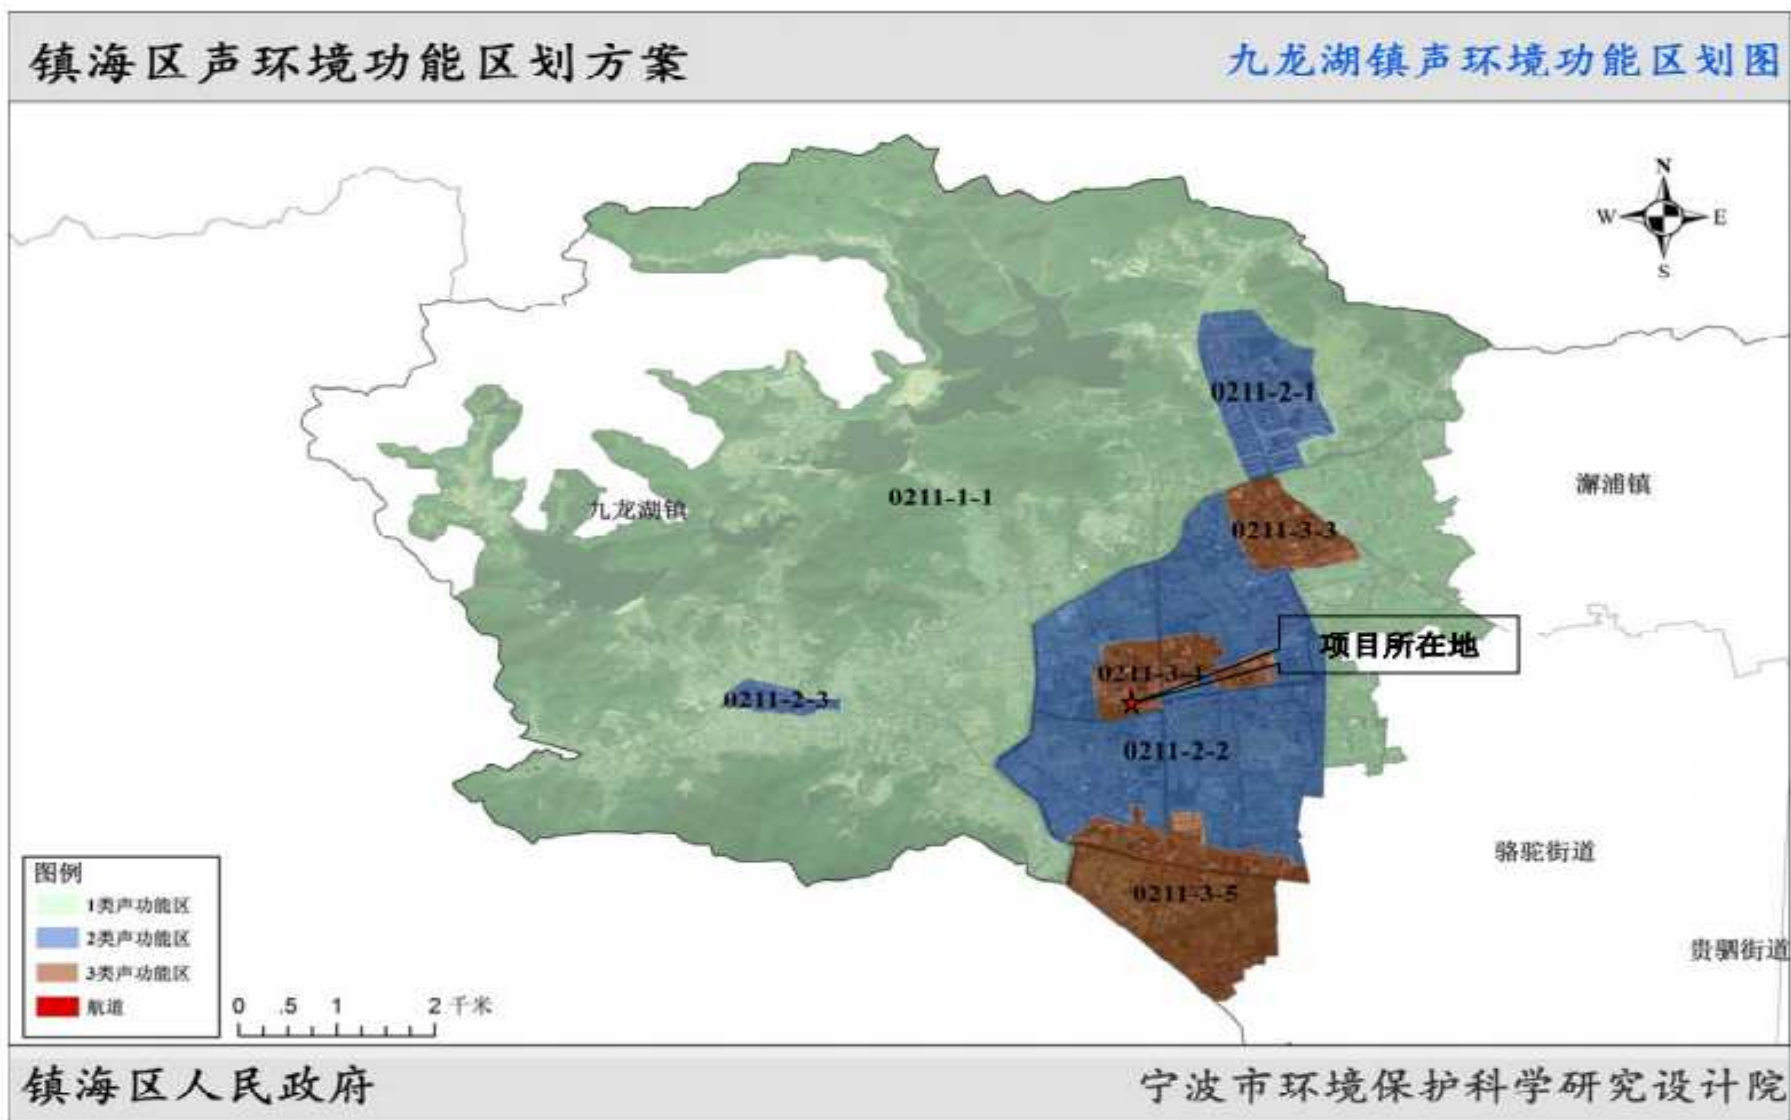 镇海区声环境功能区划方案
九龙湖镇声环境功能区划图
N
W E
S
0211-2-1
澥浦镇
0211-1-1
九龙湖镇
0211-3-3
项目所在地
0211-3-4
0211-2-3
0211-2-2
骆驼街道
0211-3-5
贵驷街道
图例
1类声功能区
2类声功能区
3类声功能区
航道
0 .5 1 2 千米
镇海区人民政府
宁波市环境保护科学研究设计院